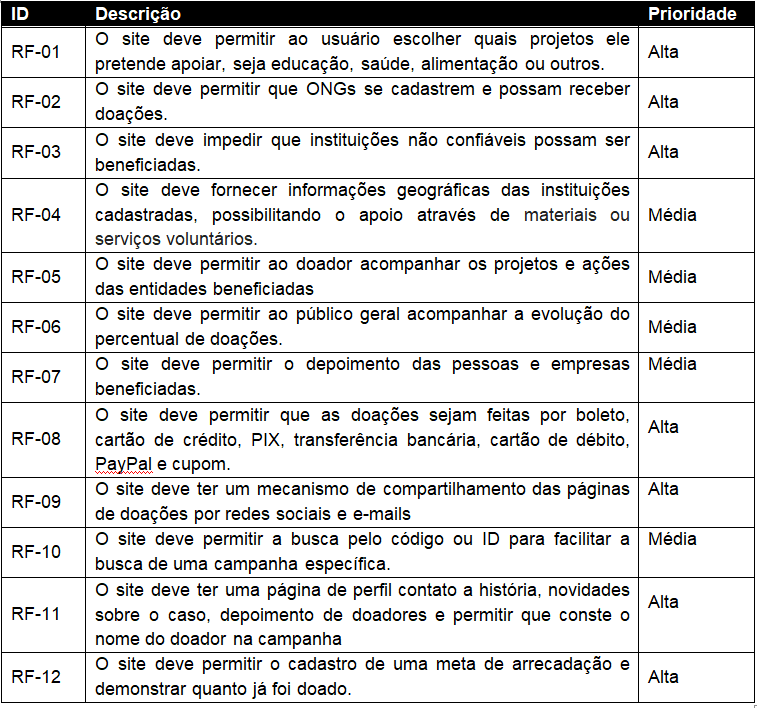 ID Descrição Prioridade
RF-01 O site deve permitir ao usuário escolher quais projetos ele
pretende apoiar, seja educação, saúde, alimentação ou outros. Alta
RF-02 O site deve permitir que ONGs se cadastrem e possam receber
doações. Alta
RF-03 O site deve impedir que instituições não confiáveis possam ser
beneficiadas. Alta
RF-04 O site deve fornecer informações geográficas das instituições
cadastradas, possibilitando o apoio através de materiais ou
serviços voluntários. Média
RF-05 O site deve permitir ao doador acompanhar os projetos e ações
das entidades beneficiadas Média
RF-06 O site deve permitir ao público geral acompanhar a evolução do
percentual de doações. Média
RF-07 O site deve permitir o depoimento das pessoas e empresas
beneficiadas. Média
RF-08 O site deve permitir que as doações sejam feitas por boleto,
cartão de crédito, PIX, transferência bancária, cartão de débito,
PayPal e cupom. Alta
RF-09 O site deve ter um mecanismo de compartilhamento das páginas
de doações por redes sociais e e-mails Alta
RF-10 O site deve permitir a busca pelo código ou ID para facilitar a
busca de uma campanha específica. Média
RF-11 O site deve ter uma página de perfil contato a história, novidades
sobre o caso, depoimento de doadores e permitir que conste o
nome do doador na campanha Alta
RF-12 O site deve permitir o cadastro de uma meta de arrecadação e
demonstrar quanto já foi doado. Alta